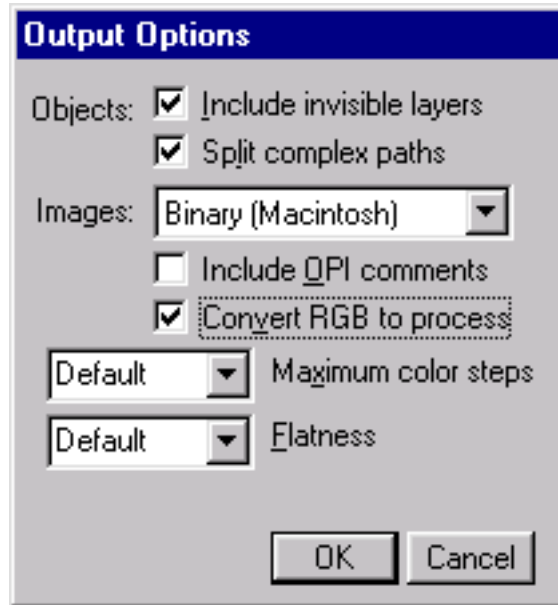 Output Options
Objects: Include invisible layers
Split complex paths
Images: Binary (Macintosh)
Include OPI comments
Convert RGB to process
Default Maximum color steps
Default Flatness
OK Cancel